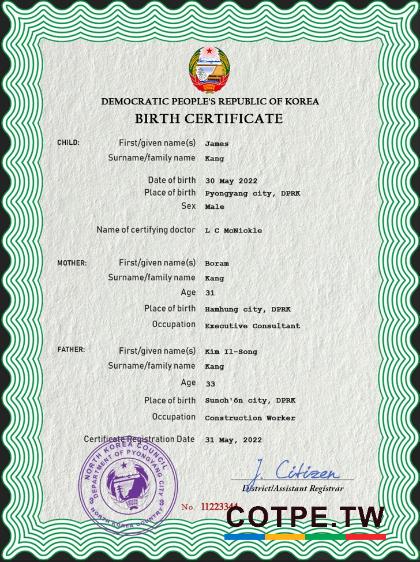 DEMOCRATIC PEOPLE'S REPUBLIC OF KOREA
BIRTH CERTIFICATE
CHILD: First/given name(s) James
Surname/family name Kang
Date of birth 30 May 2022
Place of birth Pyongyang city, DPRK
Sex Male
Name of certifying doctor L C McNickle
MOTHER: First/given name(s) Boram
Surname/family name Kang
Age 31
Place of birth Hamhung city, DPRK
Occupation Executive Consultant
FATHER: First/given name(s) Kim Il-Song
Surname/family name Kang
Age 33
Place of birth Sunch'ŏn city, DPRK
Occupation Construction Worker
Certificate Registration Date 31 May, 2022
NORTH KOREA COUNCIL
DEPARTMENT OF PYONGYANG CITY
NORTH KOREA COUNTRY
J. Citizen
District/Assistant Registrar
No. 1122334
COTPE.TW